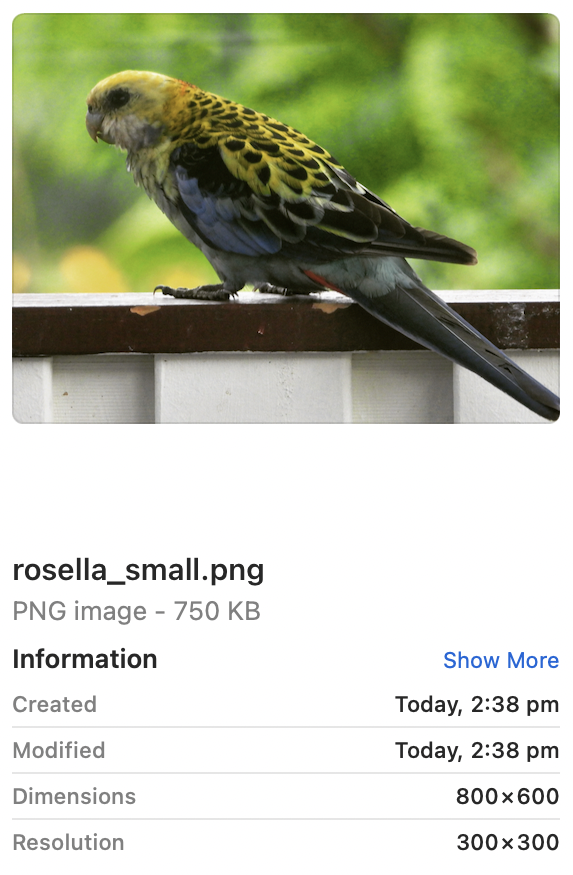 rosella_small.png
PNG image - 750 KB
Information Show More
Created Today, 2:38 pm
Modified Today, 2:38 pm
Dimensions 800×600
Resolution 300×300